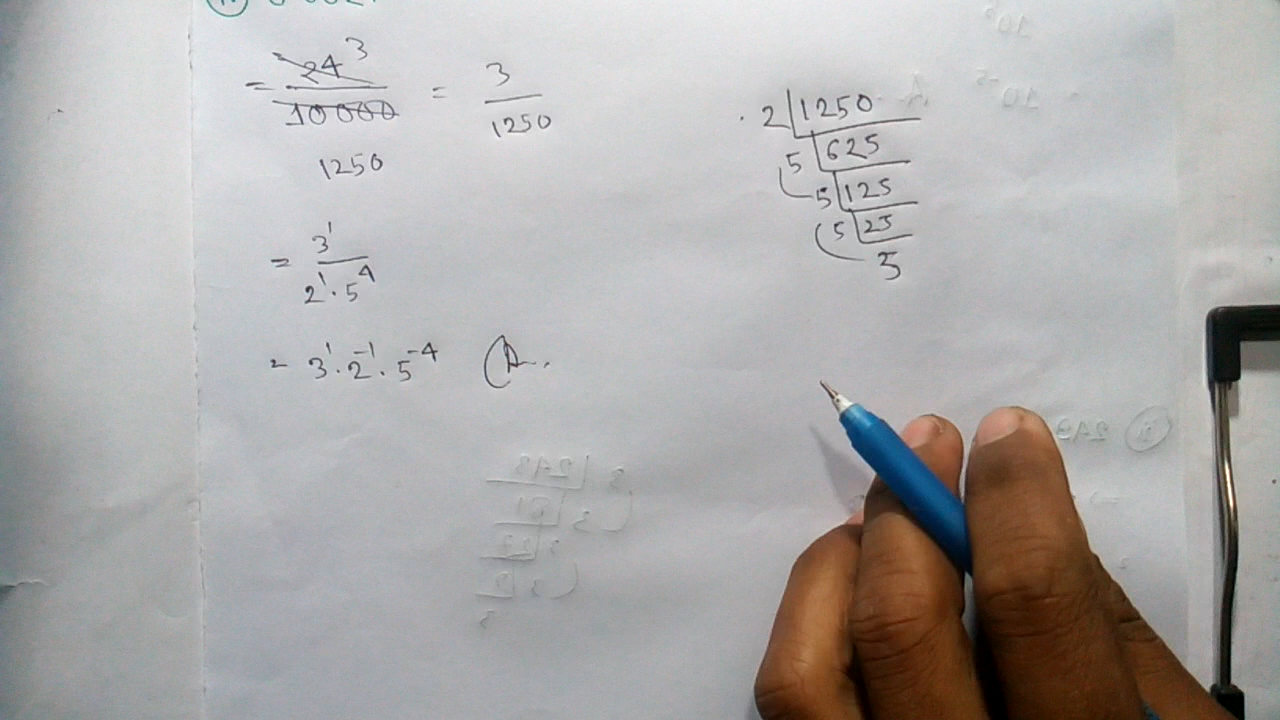 = 24 3 / 10000 1250 = 3 / 1250
= 3¹ / 2¹ · 5⁴
= 3¹ · 2⁻¹ · 5⁻⁴
2 | 1250
5 | 625
5 | 125
5 | 25
5